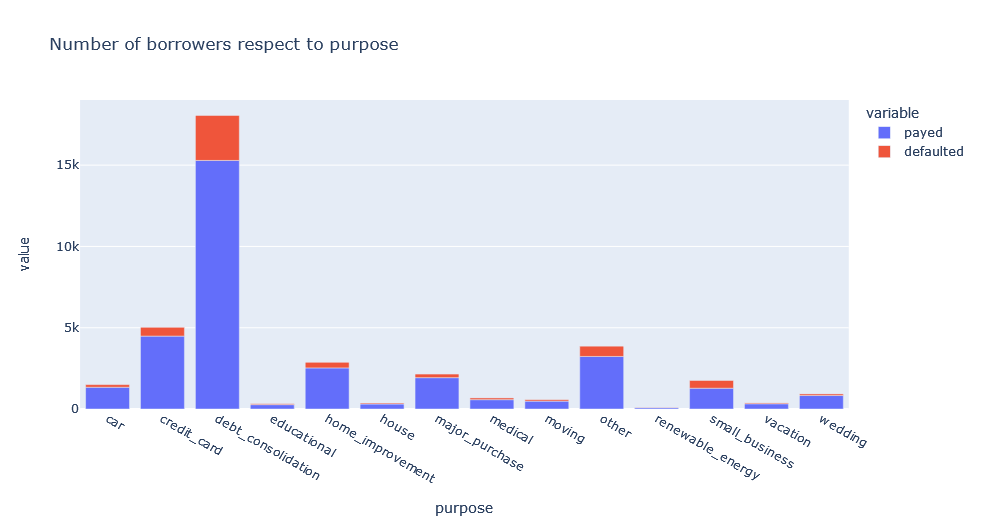 Number of borrowers respect to purpose
variable
payed
defaulted
15k
10k
5k
0
value
car
credit_card
debt_consolidation
educational
home_improvement
house
major_purchase
medical
moving
other
renewable_energy
small_business
vacation
wedding
purpose